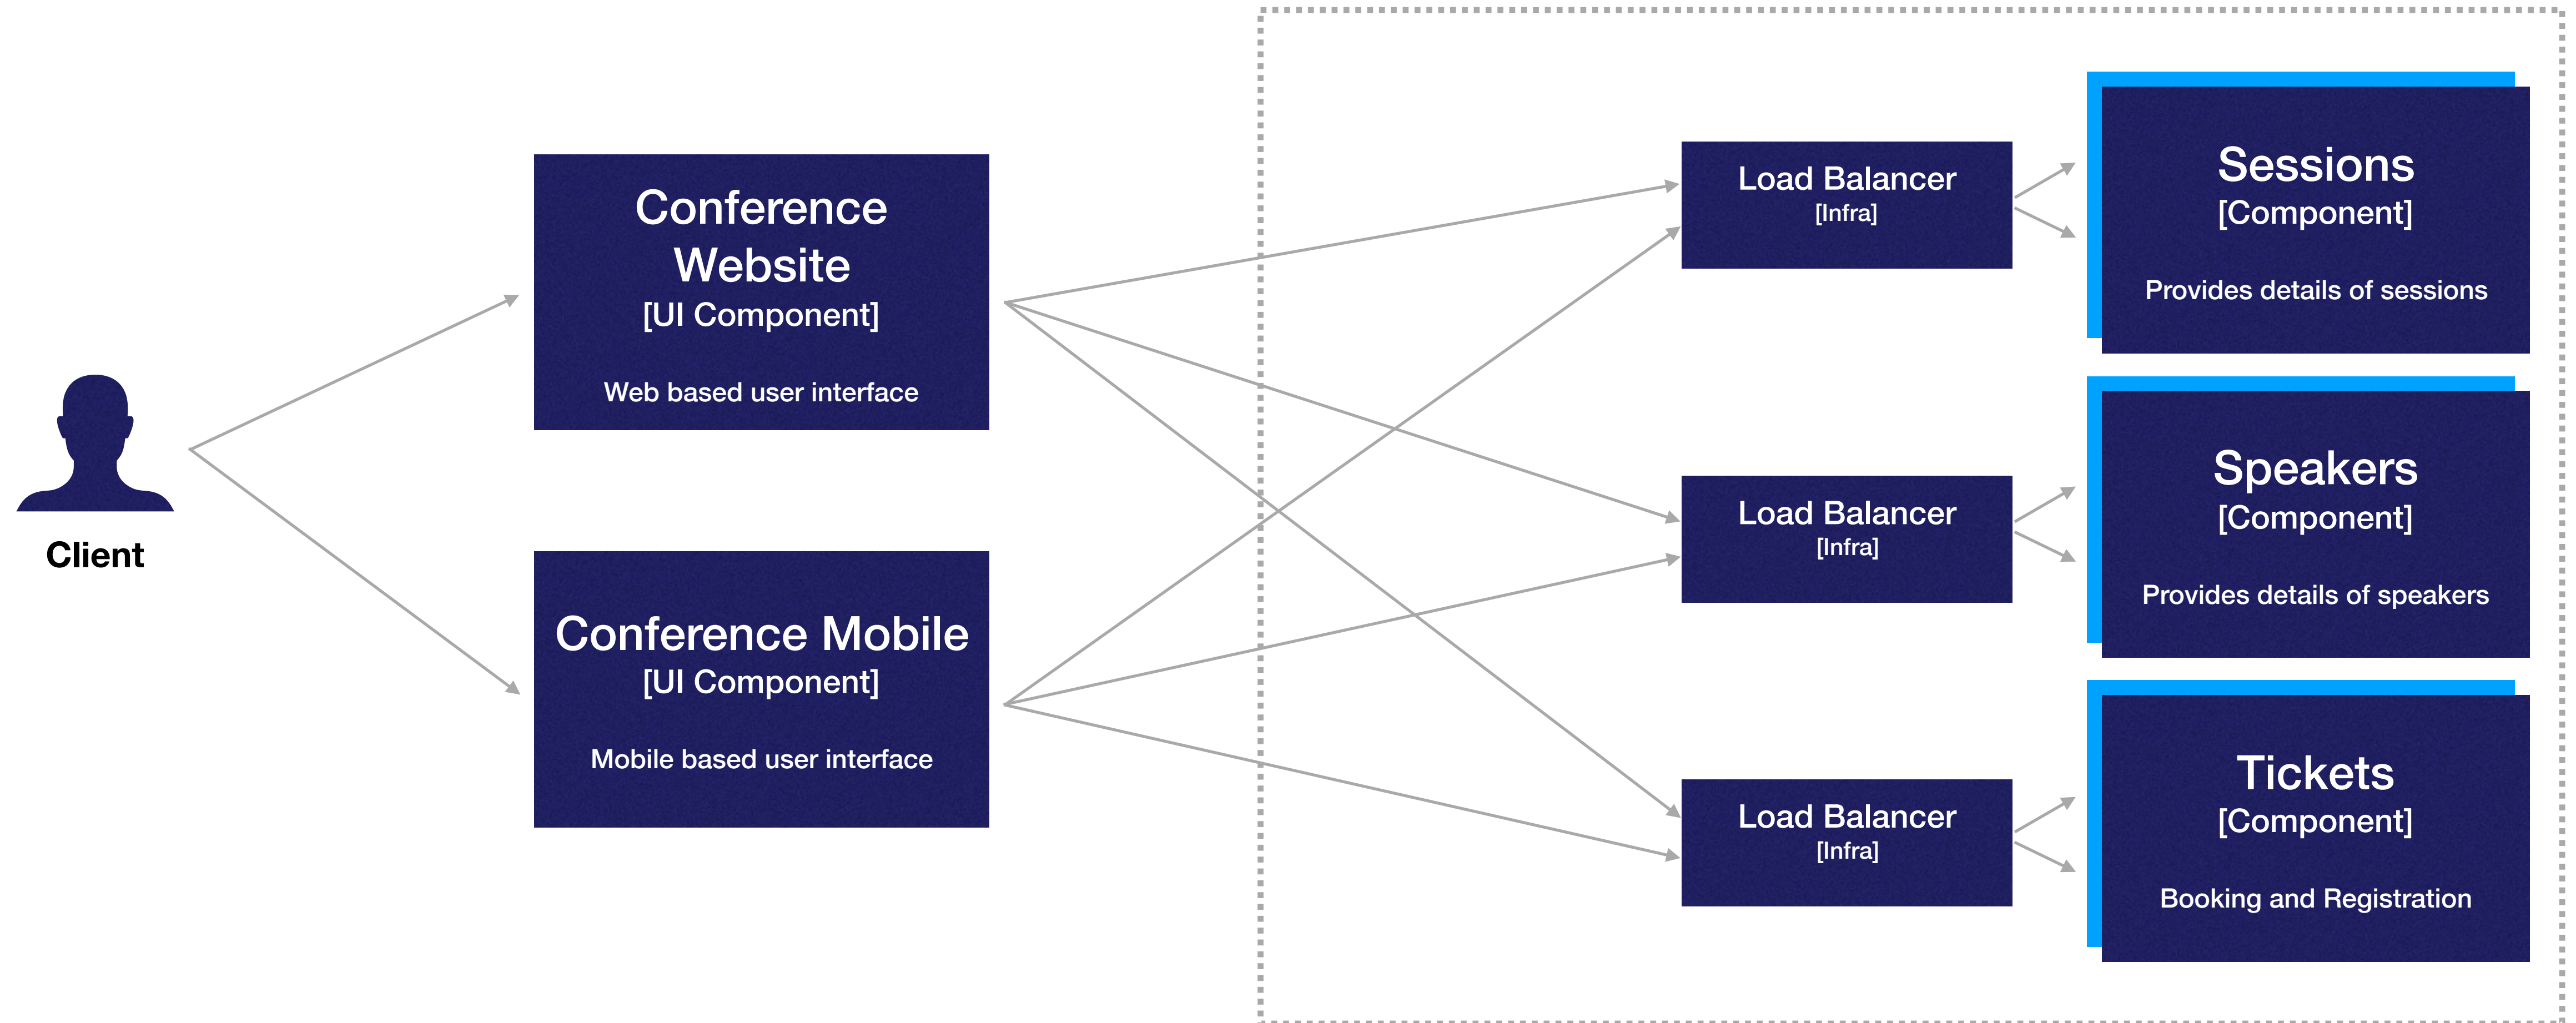 Client
Conference
Website
[UI Component]
Web based user interface
Conference Mobile
[UI Component]
Mobile based user interface
Load Balancer
[Infra]
Load Balancer
[Infra]
Load Balancer
[Infra]
Sessions
[Component]
Provides details of sessions
Speakers
[Component]
Provides details of speakers
Tickets
[Component]
Booking and Registration